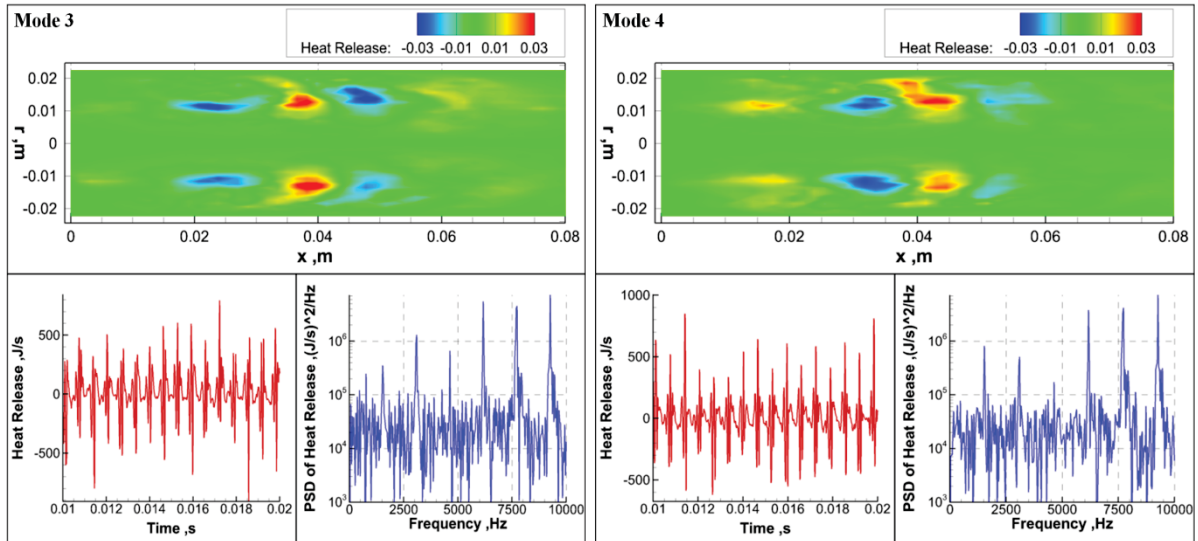 Mode 3
Heat Release: -0.03 -0.01 0.01 0.03
r ,m
0.02
0.01
0
-0.01
-0.02
0 0.02 0.04 0.06 0.08
x ,m
Heat Release ,J/s
500
0
-500
0.01 0.012 0.014 0.016 0.018 0.02
Time ,s
PSD of Heat Release ,(J/s)^2/Hz
10^6
10^5
10^4
10^3
0 2500 5000 7500 10000
Frequency ,Hz
Mode 4
Heat Release: -0.03 -0.01 0.01 0.03
r ,m
0.02
0.01
0
-0.01
-0.02
0 0.02 0.04 0.06 0.08
x ,m
Heat Release ,J/s
1000
500
0
-500
0.01 0.012 0.014 0.016 0.018 0.02
Time ,s
PSD of Heat Release ,(J/s)^2/Hz
10^6
10^5
10^4
10^3
0 2500 5000 7500 10000
Frequency ,Hz